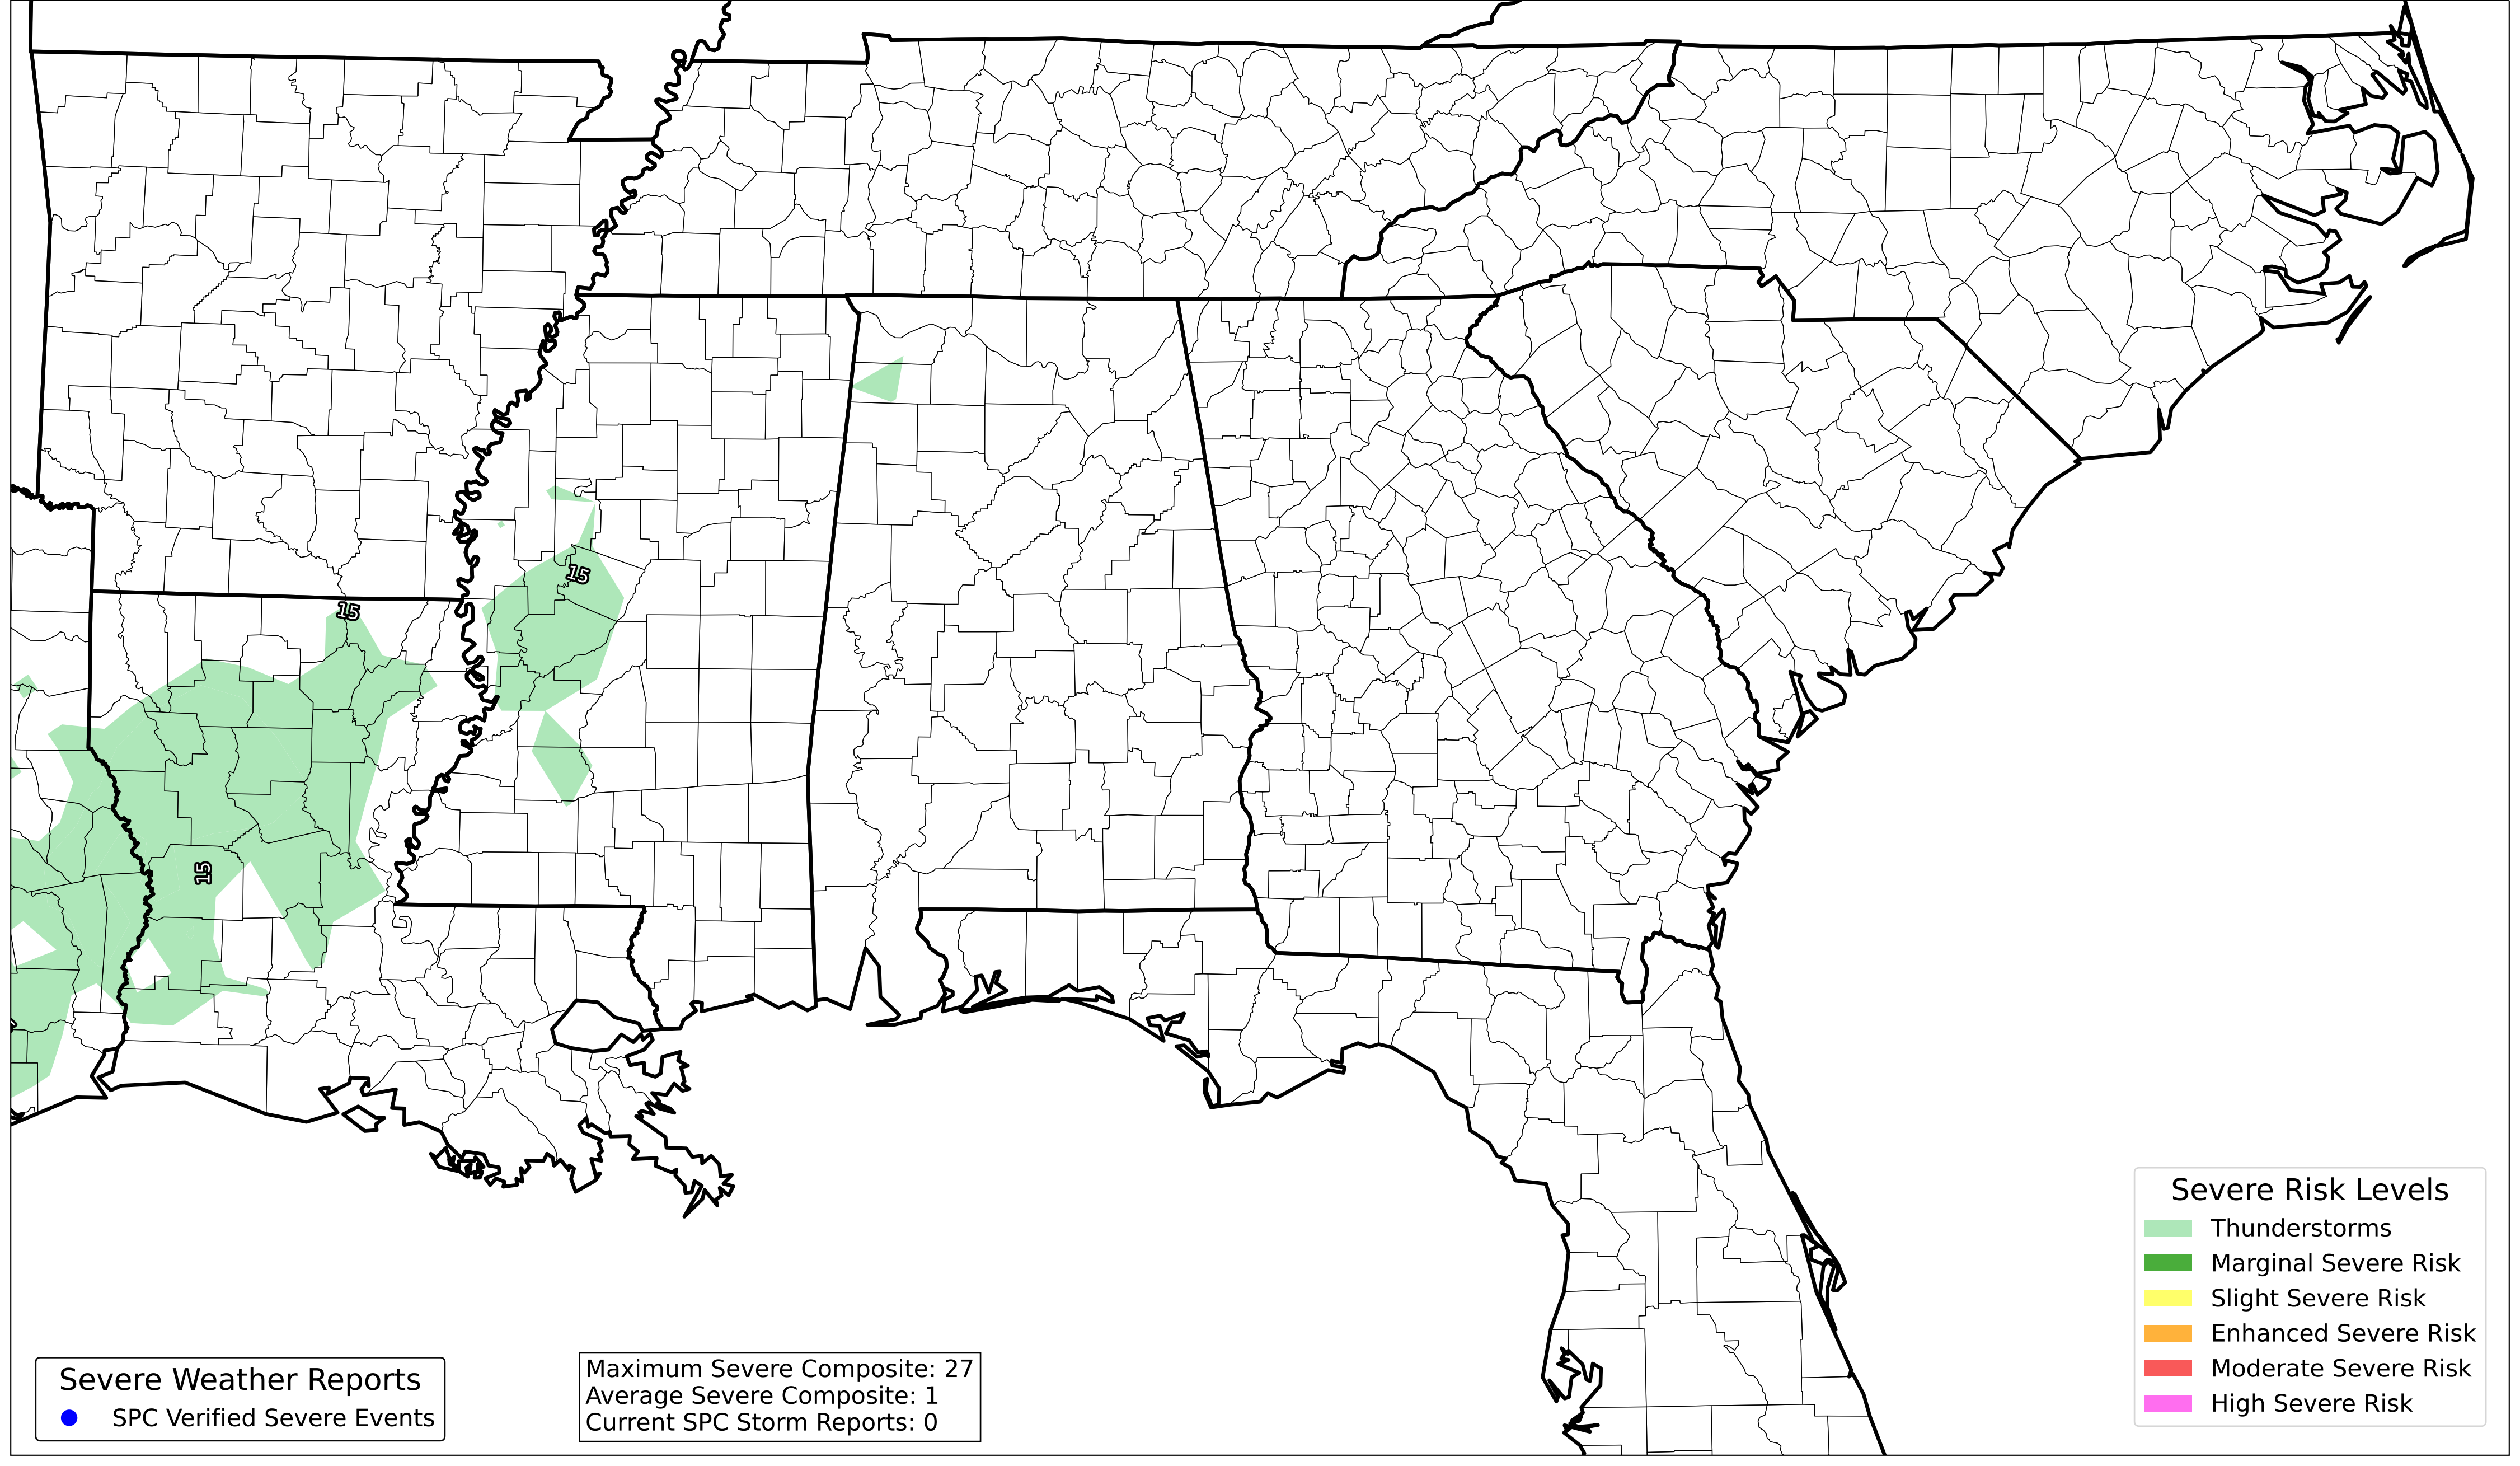 15
15
15
Severe Risk Levels
Thunderstorms
Marginal Severe Risk
Slight Severe Risk
Enhanced Severe Risk
Moderate Severe Risk
High Severe Risk
Severe Weather Reports
SPC Verified Severe Events
Maximum Severe Composite: 27
Average Severe Composite: 1
Current SPC Storm Reports: 0